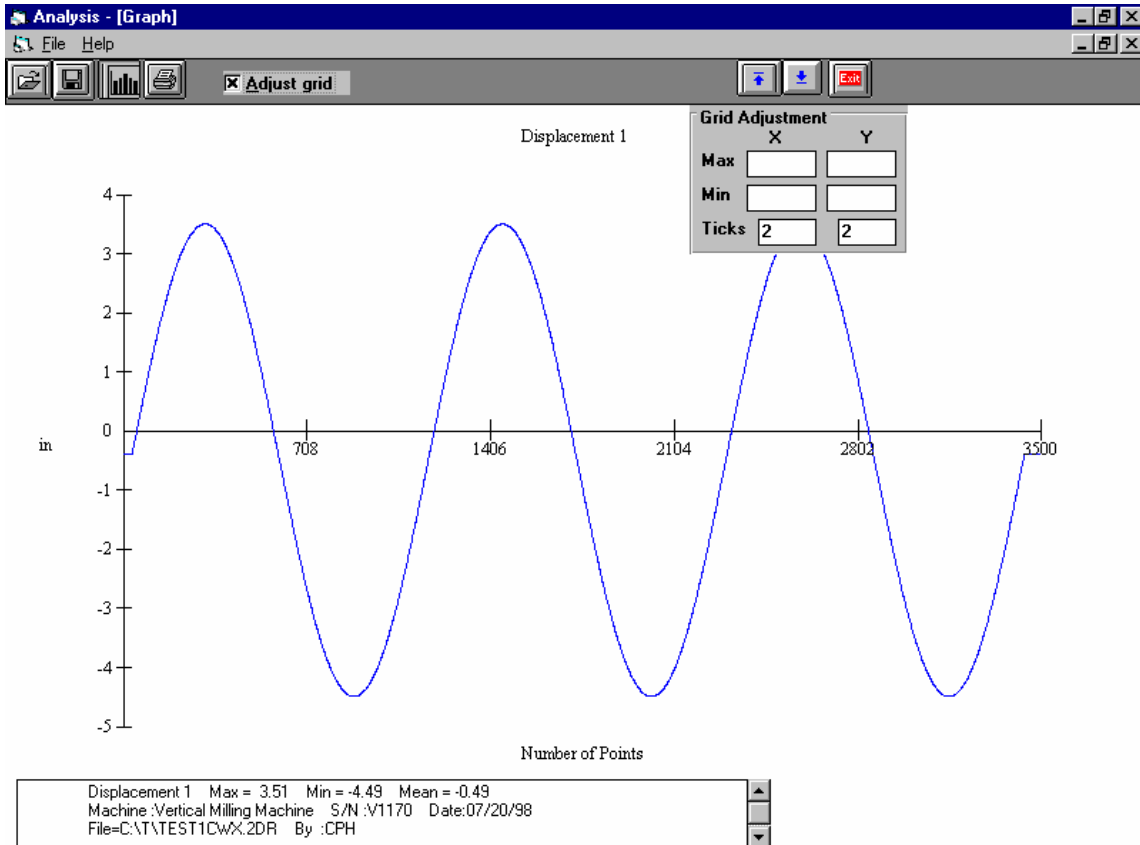 Analysis - [Graph]
File Help
Adjust grid
Exit
Grid Adjustment
X Y
Max
Min
Ticks 2 2
Displacement 1
4
3
2
1
0
-1
-2
-3
-4
-5
in
708 1406 2104 2802 3500
Number of Points
Displacement 1 Max = 3.51 Min = -4.49 Mean = -0.49
Machine :Vertical Milling Machine S/N :V1170 Date:07/20/98
File=C:\T\TEST1CWX.2DR By :CPH